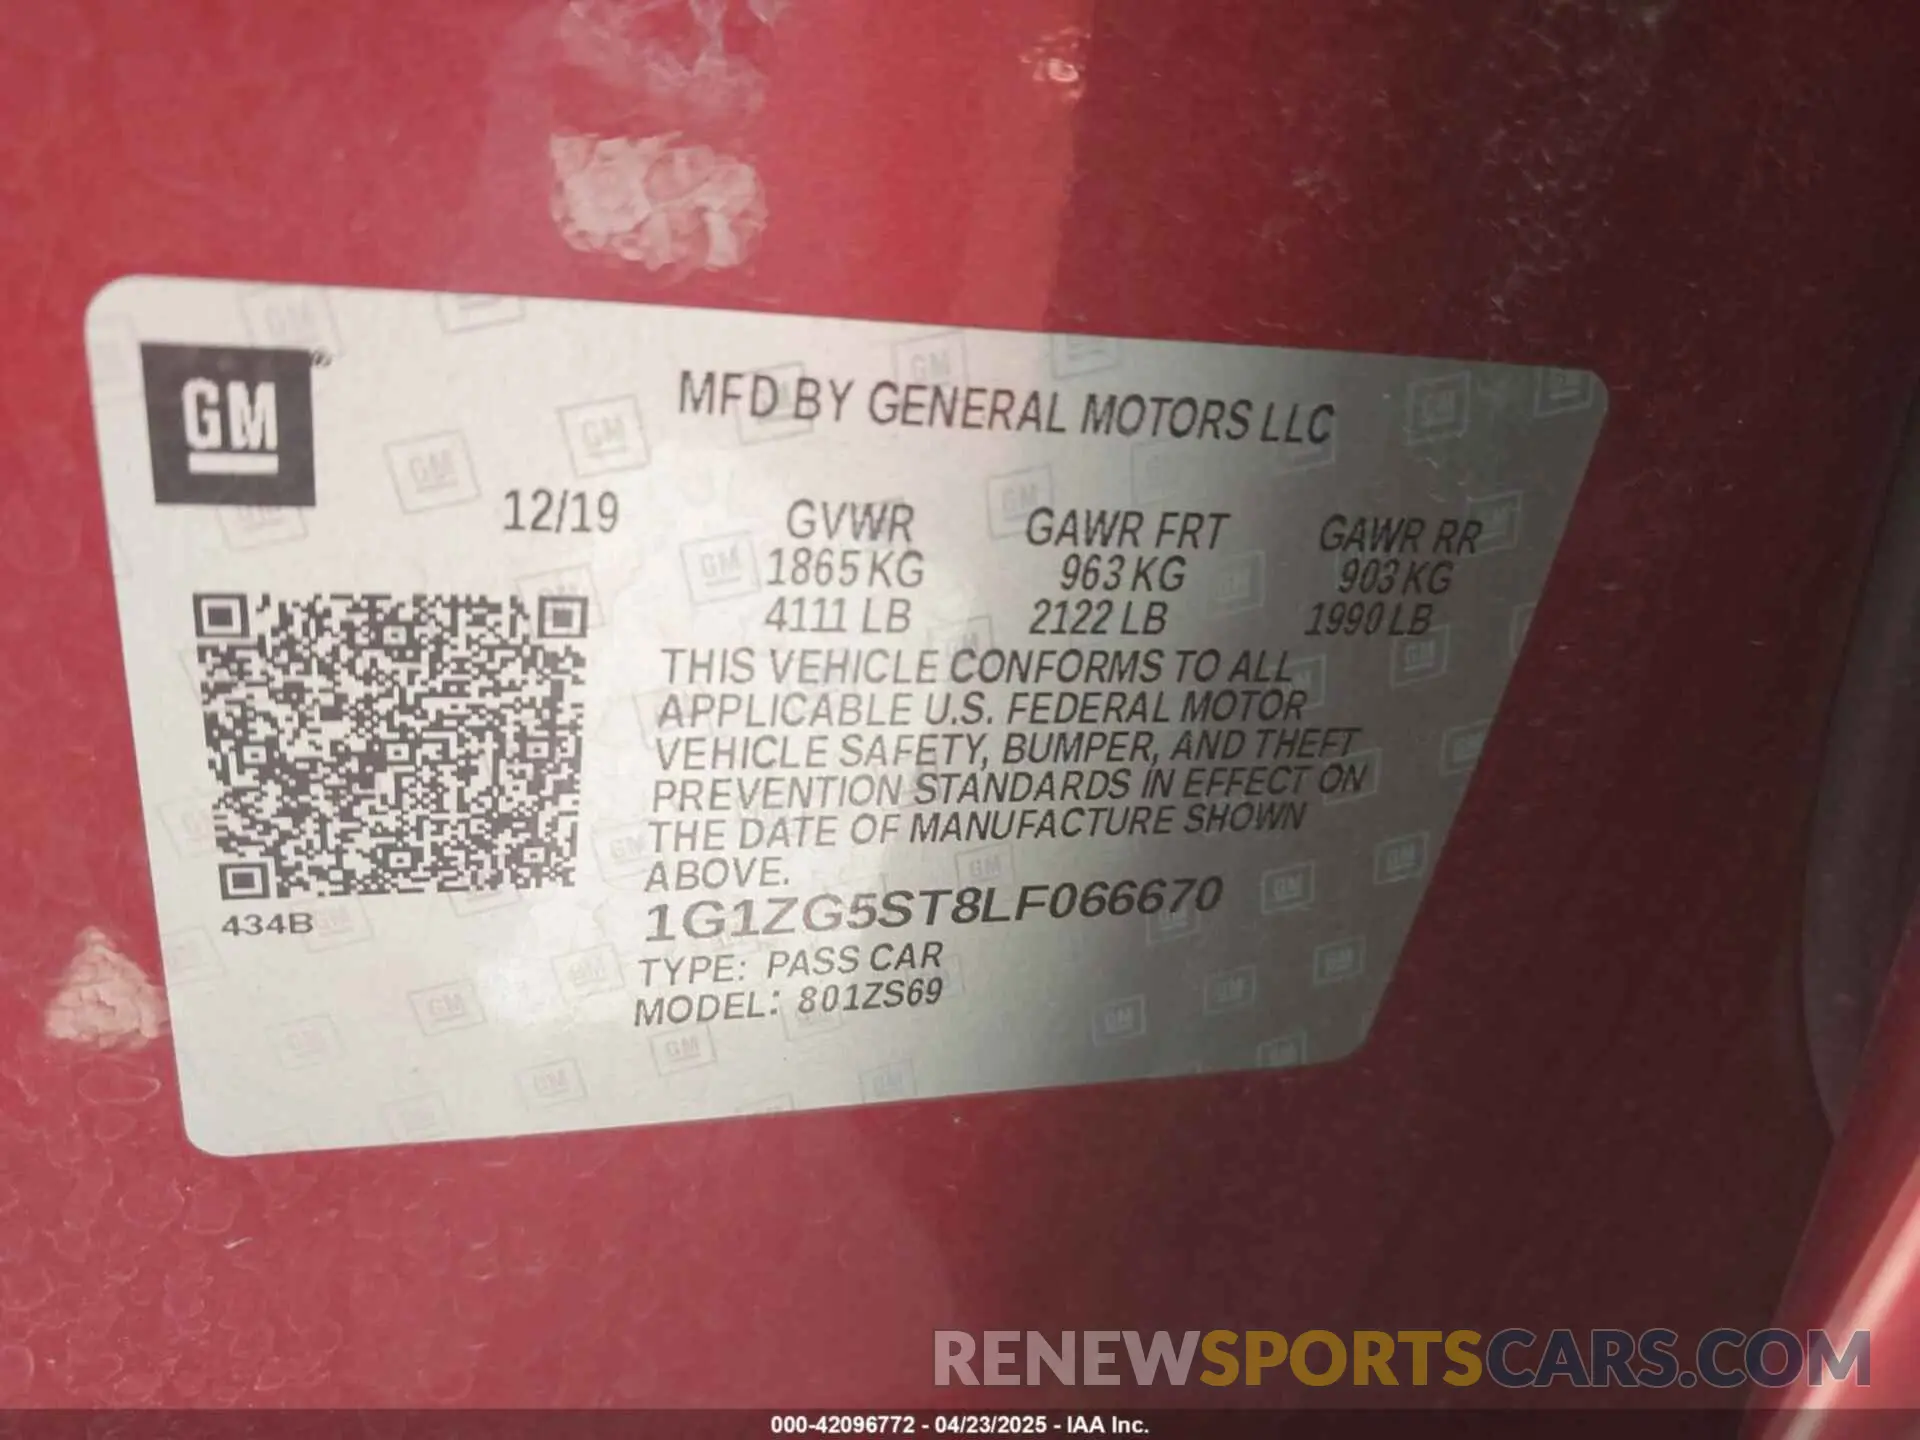 GM
MFD BY GENERAL MOTORS LLC
12/19
GVWR GAWR FRT GAWR RR
1865 KG 963 KG 903 KG
4111 LB 2122 LB 1990 LB
THIS VEHICLE CONFORMS TO ALL
APPLICABLE U.S. FEDERAL MOTOR
VEHICLE SAFETY, BUMPER, AND THEFT
PREVENTION STANDARDS IN EFFECT ON
THE DATE OF MANUFACTURE SHOWN
ABOVE.
434B
1G1ZG5ST8LF066670
TYPE: PASS CAR
MODEL: 801ZS69
RENEWSPORTSCARS.COM
000-42096772 - 04/23/2025 - IAA Inc.